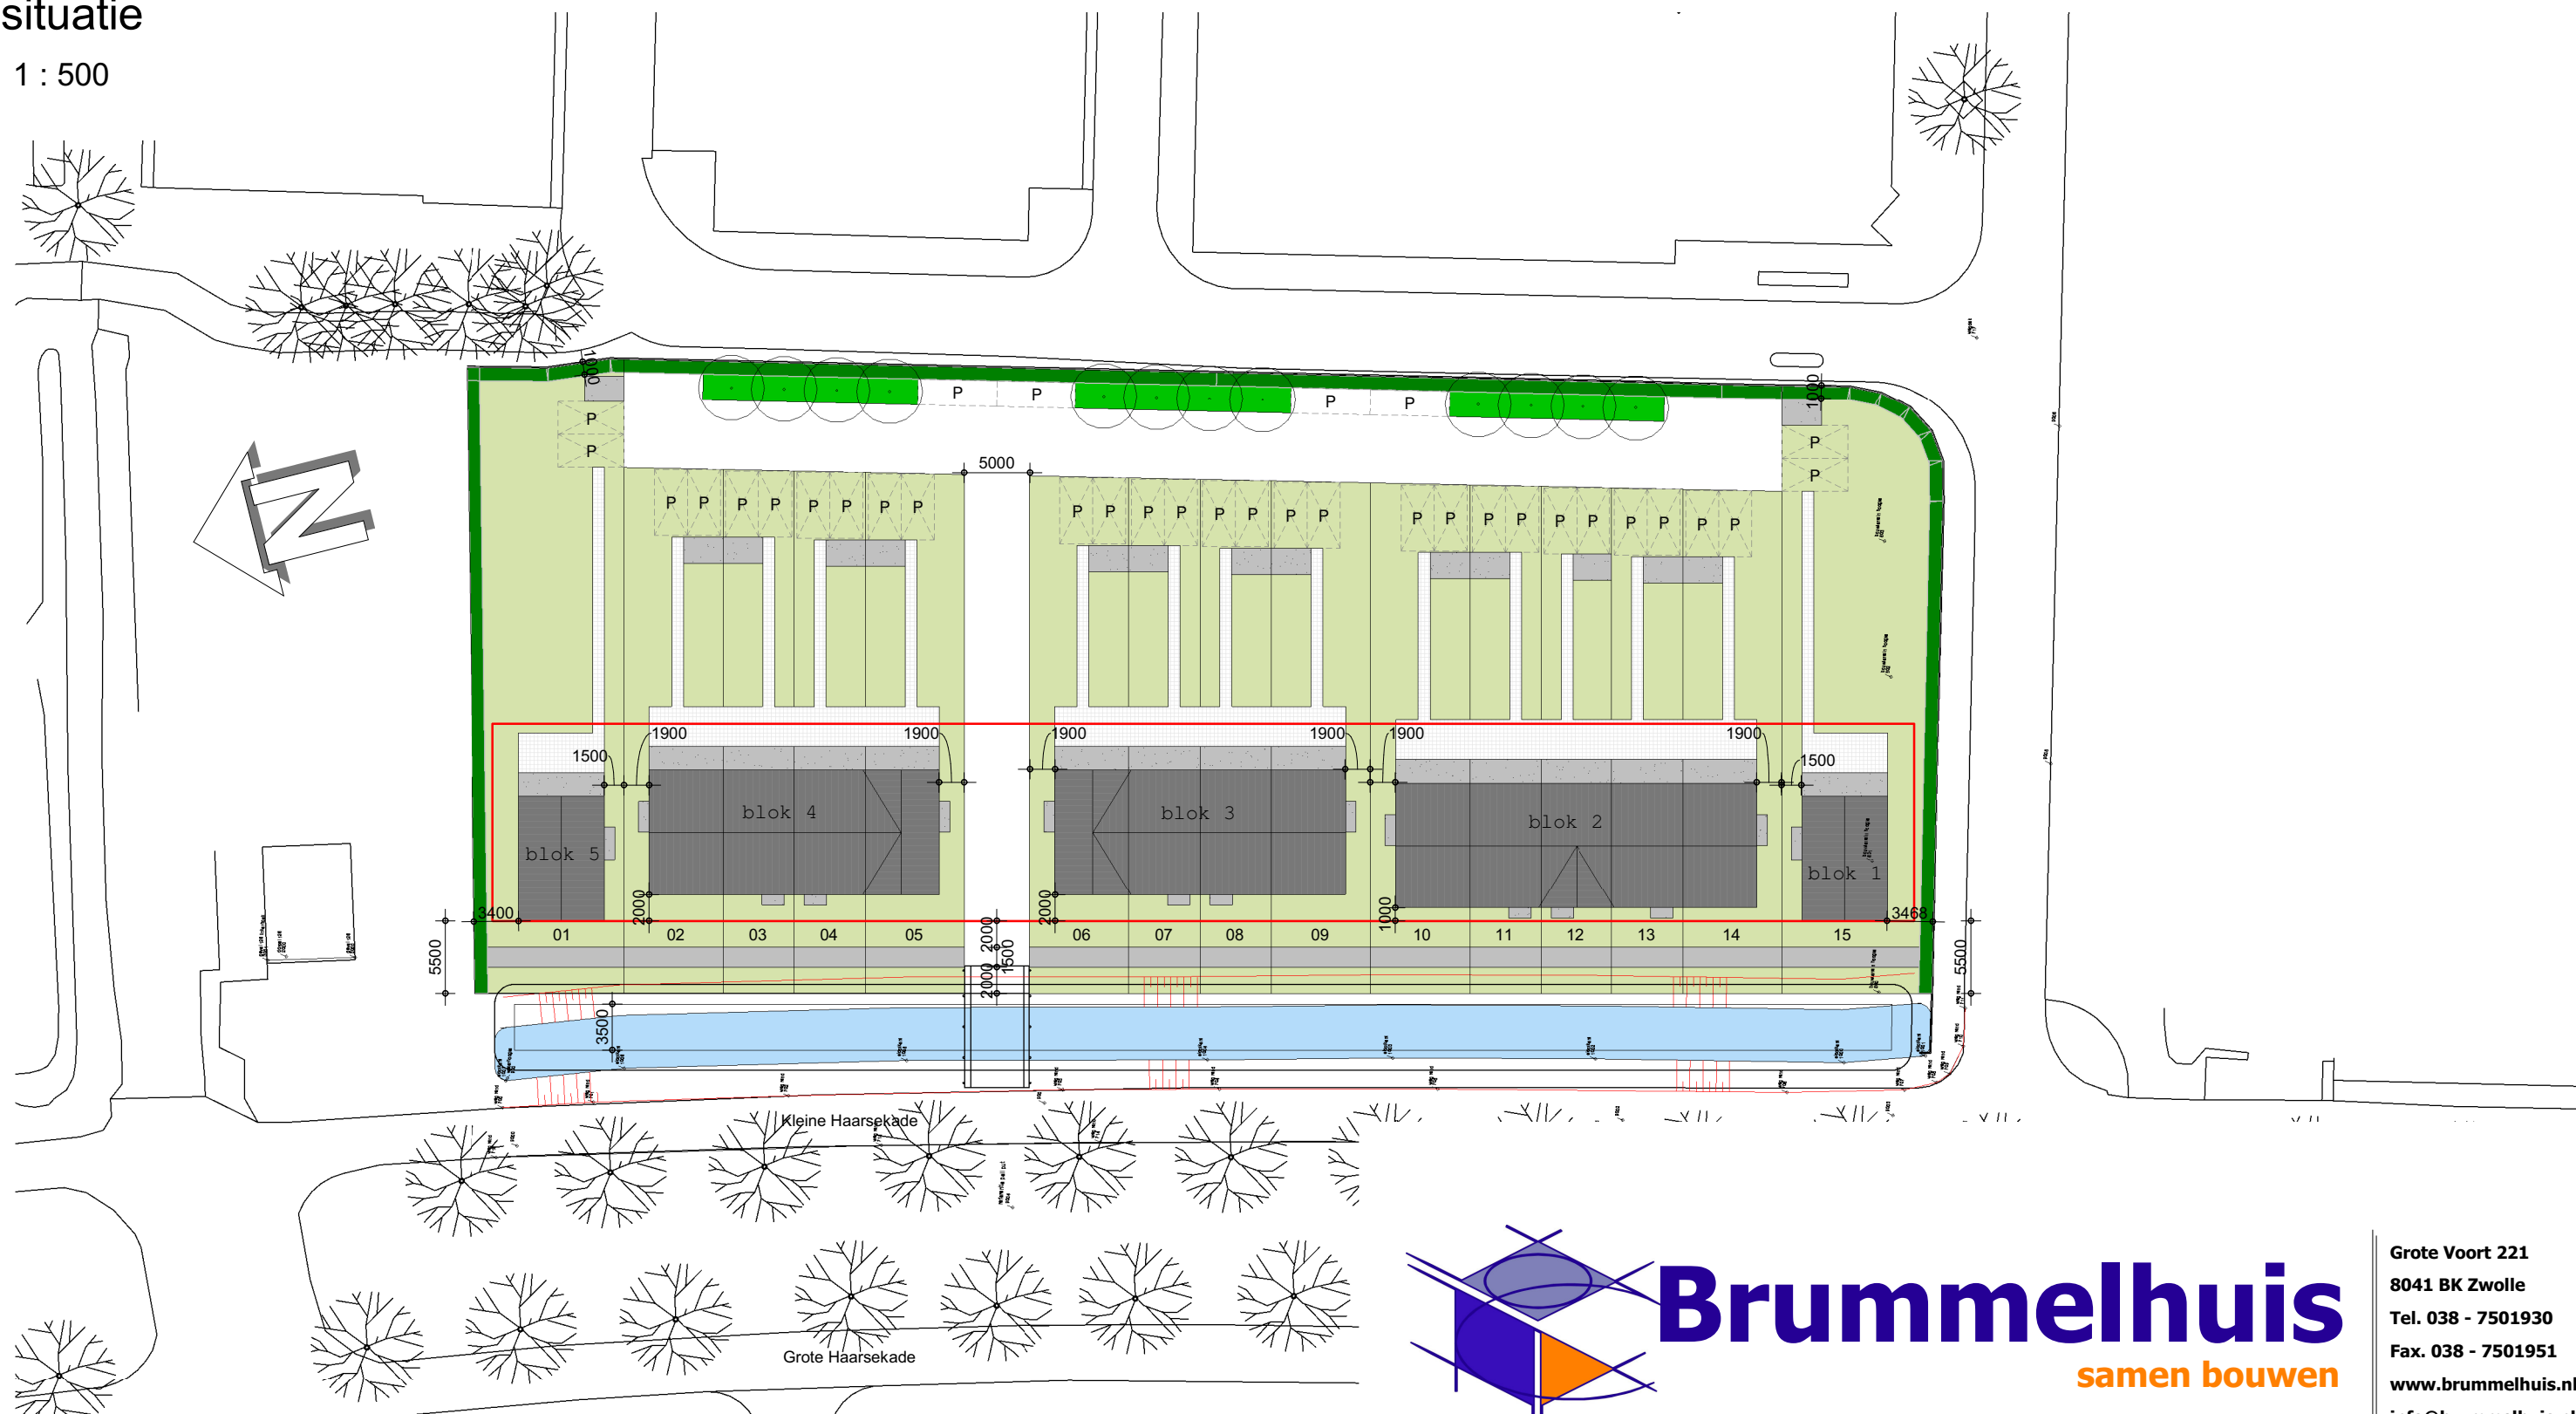 situatie
1 : 500
1000
P P
1000
P
P
P P
P
P
5000
P P P P P P P P
P P P P P P P P
P P P P P P P P P P
N
1900 1900 1900 1900 1900 1900
1500 1500
blok 4 blok 3 blok 2
blok 5 blok 1
3400 2000 2000 1000 3468
01 02 03 04 05 06 07 08 09 10 11 12 13 14 15
5500 2000 1500 2000 5500
3500
Kleine Haarsekade
Grote Haarsekade
Brummelhuis
samen bouwen
Grote Voort 221
8041 BK Zwolle
Tel. 038 - 7501930
Fax. 038 - 7501951
www.brummelhuis.nl